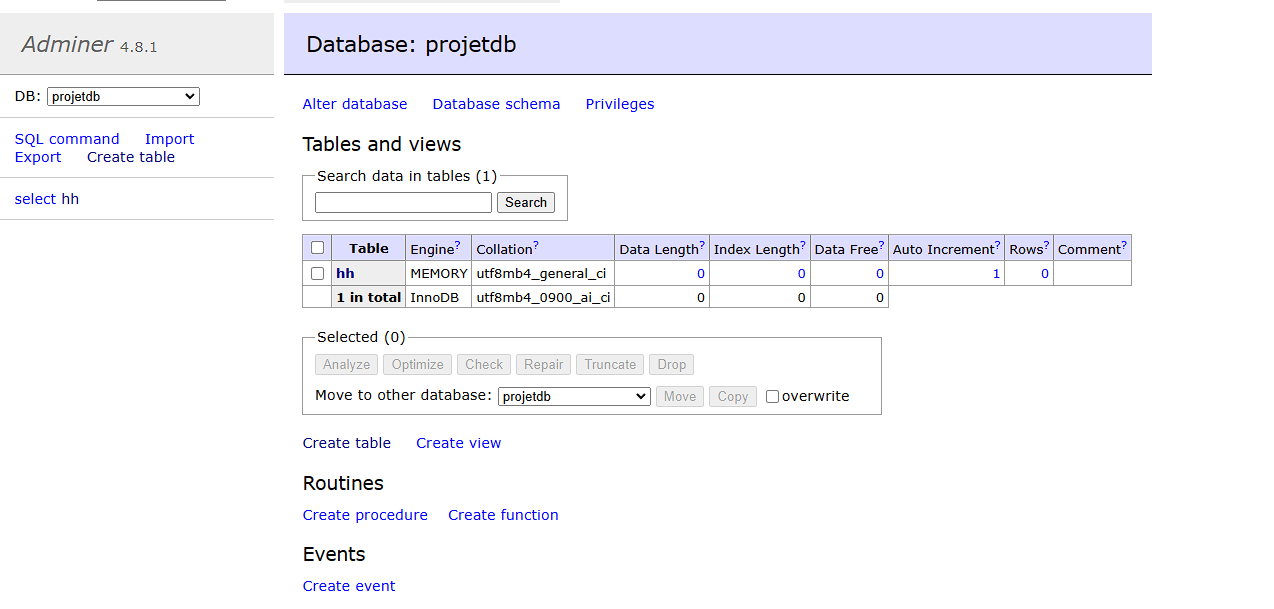 Adminer 4.8.1
DB: projetdb
SQL command Import
Export Create table
select hh
Database: projetdb
Alter database Database schema Privileges
Tables and views
Search data in tables (1)
Search
Table Engine? Collation? Data Length? Index Length? Data Free? Auto Increment? Rows? Comment?
hh MEMORY utf8mb4_general_ci 0 0 0 1 0
1 in total InnoDB utf8mb4_0900_ai_ci 0 0 0
Selected (0)
Analyze Optimize Check Repair Truncate Drop
Move to other database: projetdb Move Copy overwrite
Create table Create view
Routines
Create procedure Create function
Events
Create event